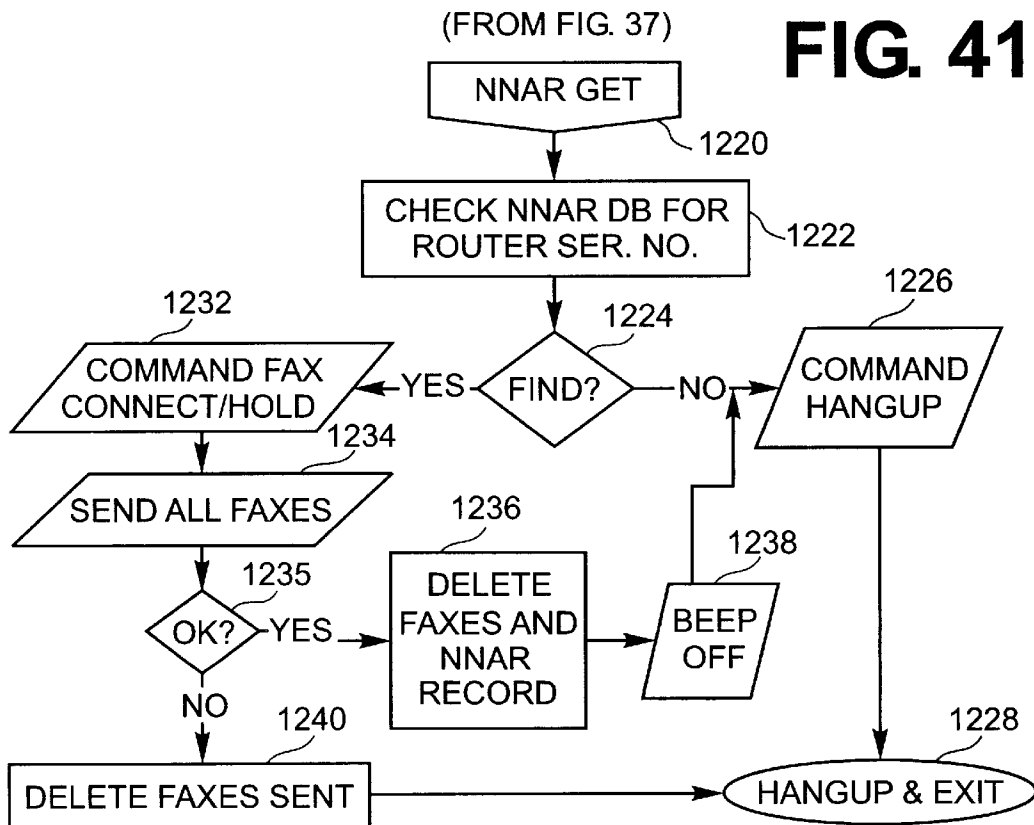 (FROM FIG. 37)
FIG. 41
NNAR GET
1220
CHECK NNAR DB FOR
ROUTER SER. NO.
1222
1232
1224
1226
COMMAND FAX
CONNECT/HOLD
YES
FIND?
NO
COMMAND
HANGUP
1234
SEND ALL FAXES
1235
OK?
YES
1236
DELETE
FAXES AND
NNAR
RECORD
1238
BEEP
OFF
NO
1240
DELETE FAXES SENT
1228
HANGUP & EXIT